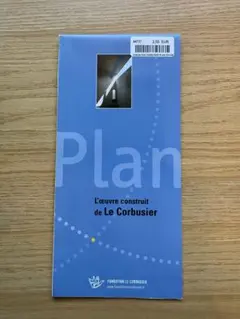 Plan
L'œuvre construit
de Le Corbusier
FONDATION LE CORBUSIER